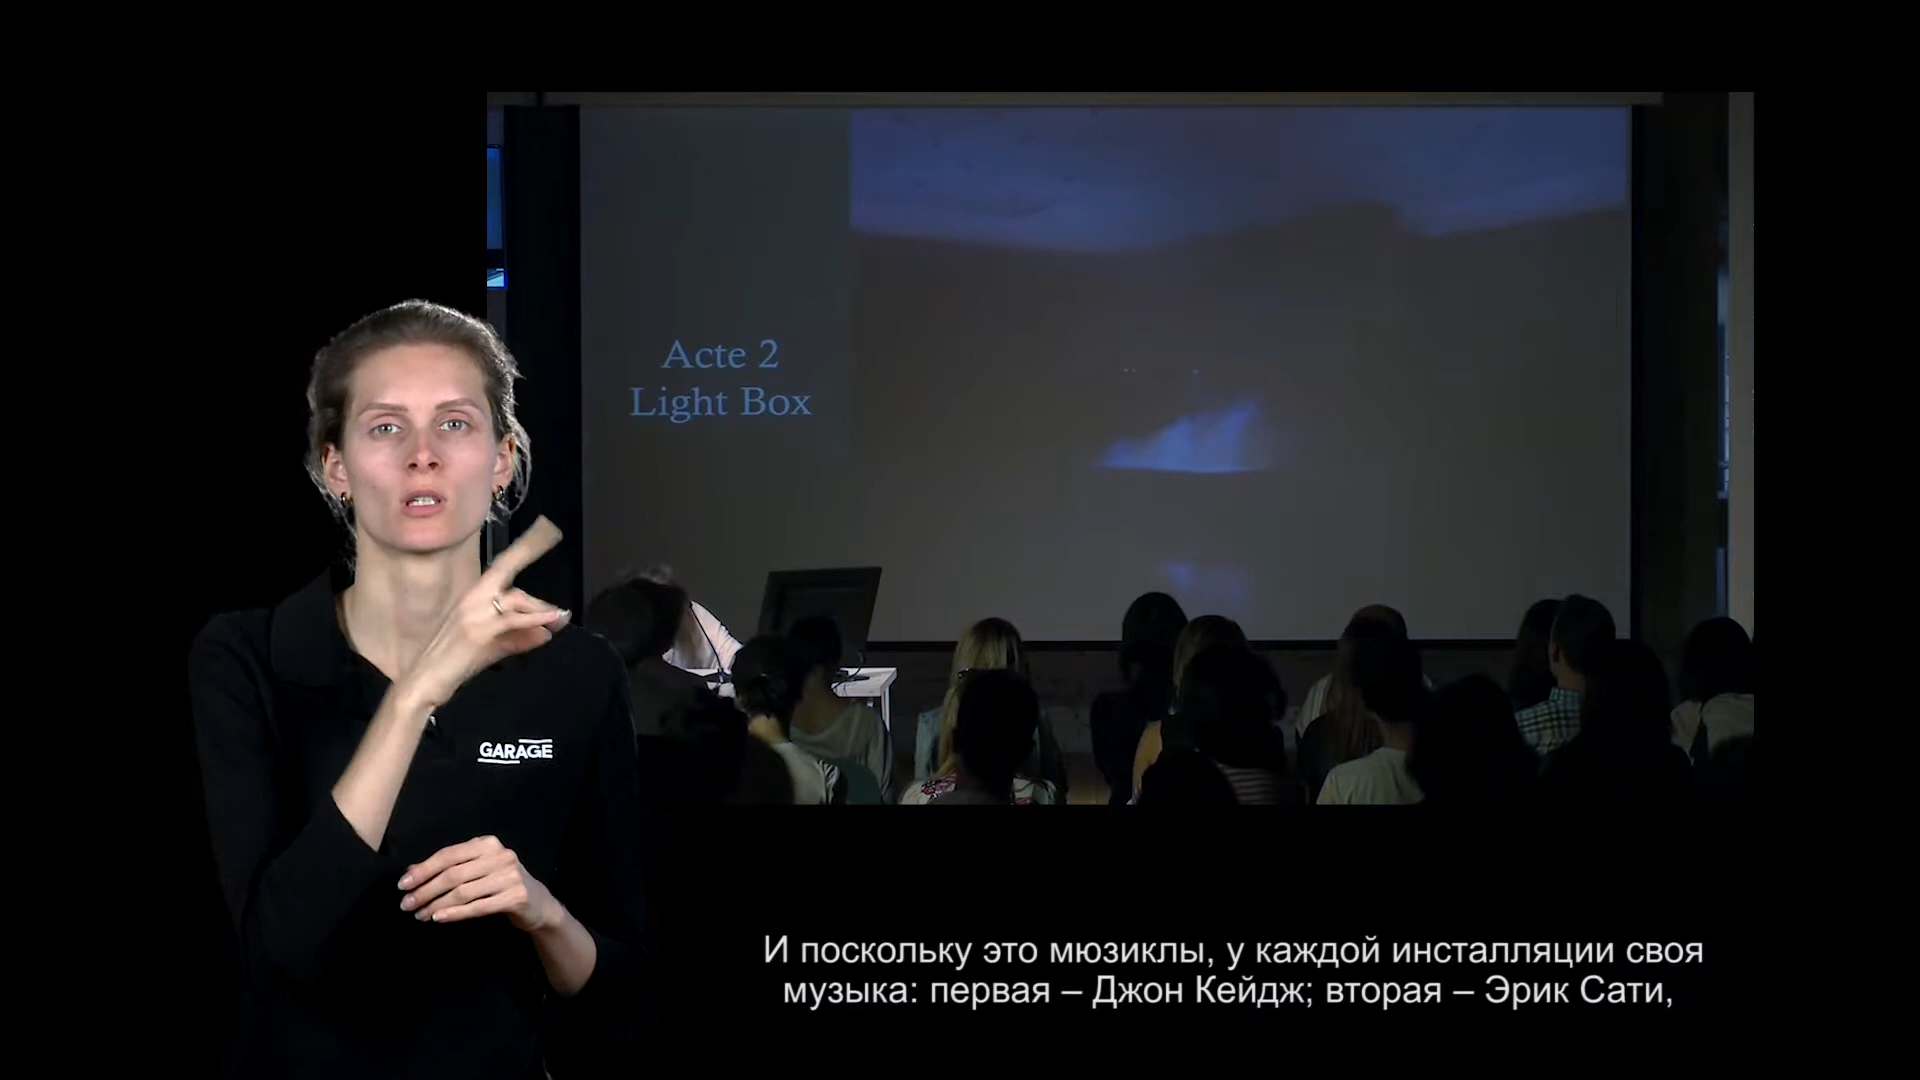 Acte 2
Light Box
GARAGE
И поскольку это мюзиклы, у каждой инсталляции своя
музыка: первая – Джон Кейдж; вторая – Эрик Сати,